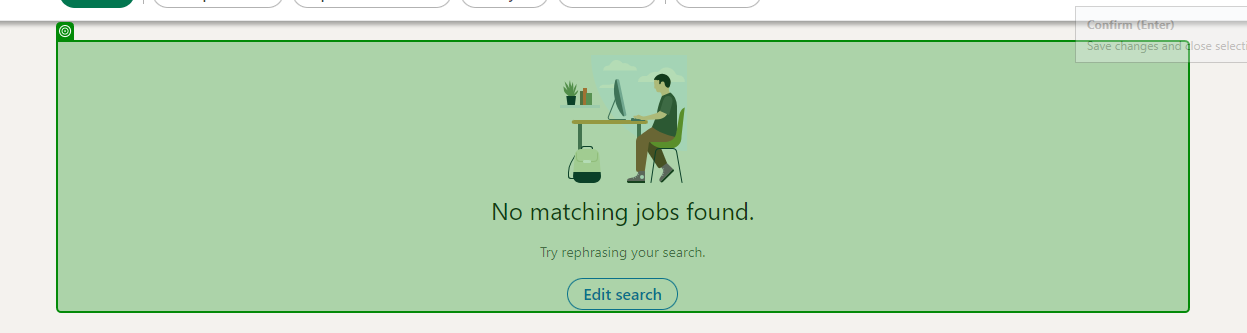 Confirm (Enter)
Save changes and close selecti
No matching jobs found.
Try rephrasing your search.
Edit search